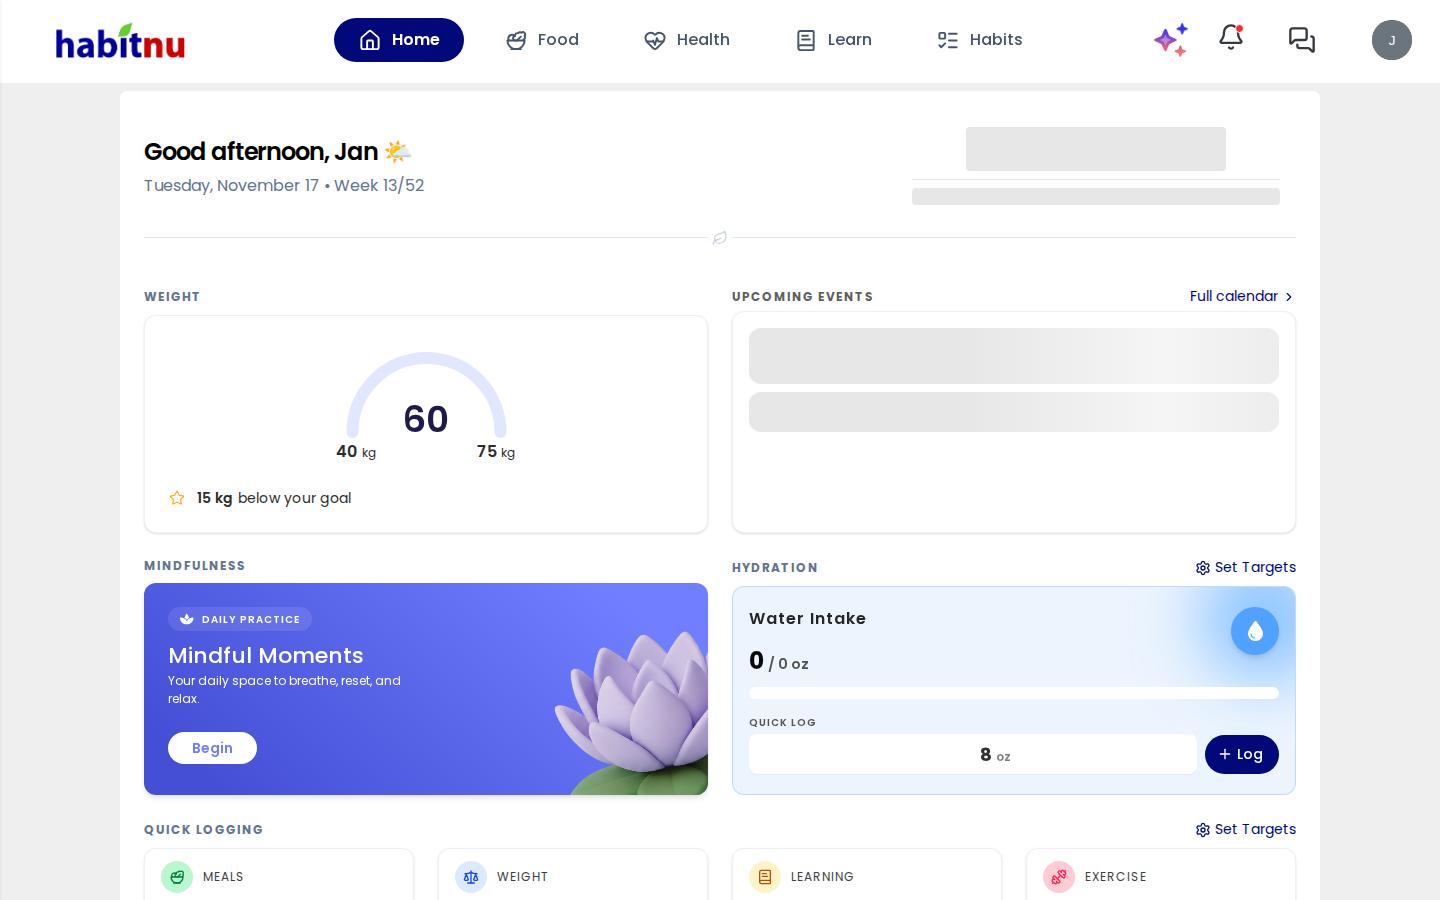 habitnu
Home
Food
Health
Learn
Habits
J
Good afternoon, Jan
Tuesday, November 17 • Week 13/52
WEIGHT
60
40 kg
75 kg
15 kg below your goal
UPCOMING EVENTS
Full calendar
MINDFULNESS
DAILY PRACTICE
Mindful Moments
Your daily space to breathe, reset, and
relax.
Begin
HYDRATION
Set Targets
Water Intake
0 / 0 oz
QUICK LOG
8 oz
+ Log
QUICK LOGGING
Set Targets
MEALS
WEIGHT
LEARNING
EXERCISE